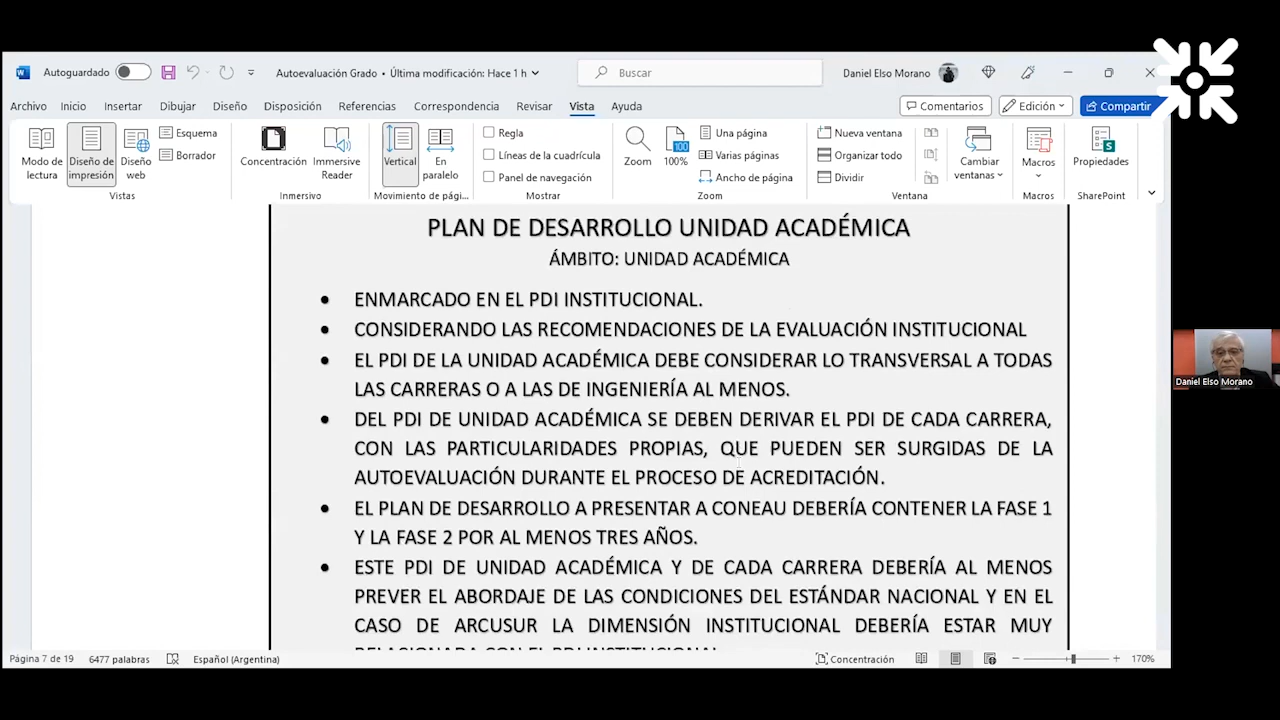 Autoguardado
Autoevaluación Grado • Última modificación: Hace 1 h
Buscar
Daniel Elso Morano
Archivo Inicio Insertar Dibujar Diseño Disposición Referencias Correspondencia Revisar Vista Ayuda
Comentarios Edición Compartir
Modo de lectura
Diseño de impresión
Diseño web
Esquema
Borrador
Vistas
Concentración
Immersive Reader
Inmersivo
Vertical
En paralelo
Movimiento de pági...
Regla
Líneas de la cuadrícula
Panel de navegación
Mostrar
Zoom
100
100%
Una página
Varias páginas
Ancho de página
Zoom
Nueva ventana
Organizar todo
Dividir
Cambiar ventanas
Ventana
Macros
Macros
Propiedades
SharePoint
PLAN DE DESARROLLO UNIDAD ACADÉMICA
ÁMBITO: UNIDAD ACADÉMICA
• ENMARCADO EN EL PDI INSTITUCIONAL.
• CONSIDERANDO LAS RECOMENDACIONES DE LA EVALUACIÓN INSTITUCIONAL
• EL PDI DE LA UNIDAD ACADÉMICA DEBE CONSIDERAR LO TRANSVERSAL A TODAS
LAS CARRERAS O A LAS DE INGENIERÍA AL MENOS.
• DEL PDI DE UNIDAD ACADÉMICA SE DEBEN DERIVAR EL PDI DE CADA CARRERA,
CON LAS PARTICULARIDADES PROPIAS, QUE PUEDEN SER SURGIDAS DE LA
AUTOEVALUACIÓN DURANTE EL PROCESO DE ACREDITACIÓN.
• EL PLAN DE DESARROLLO A PRESENTAR A CONEAU DEBERÍA CONTENER LA FASE 1
Y LA FASE 2 POR AL MENOS TRES AÑOS.
• ESTE PDI DE UNIDAD ACADÉMICA Y DE CADA CARRERA DEBERÍA AL MENOS
PREVER EL ABORDAJE DE LAS CONDICIONES DEL ESTÁNDAR NACIONAL Y EN EL
CASO DE ARCUSUR LA DIMENSIÓN INSTITUCIONAL DEBERÍA ESTAR MUY
RELACIONADA CON EL PDI INSTITUCIONAL
Daniel Elso Morano
Página 7 de 19 6477 palabras Español (Argentina) Concentración 170%